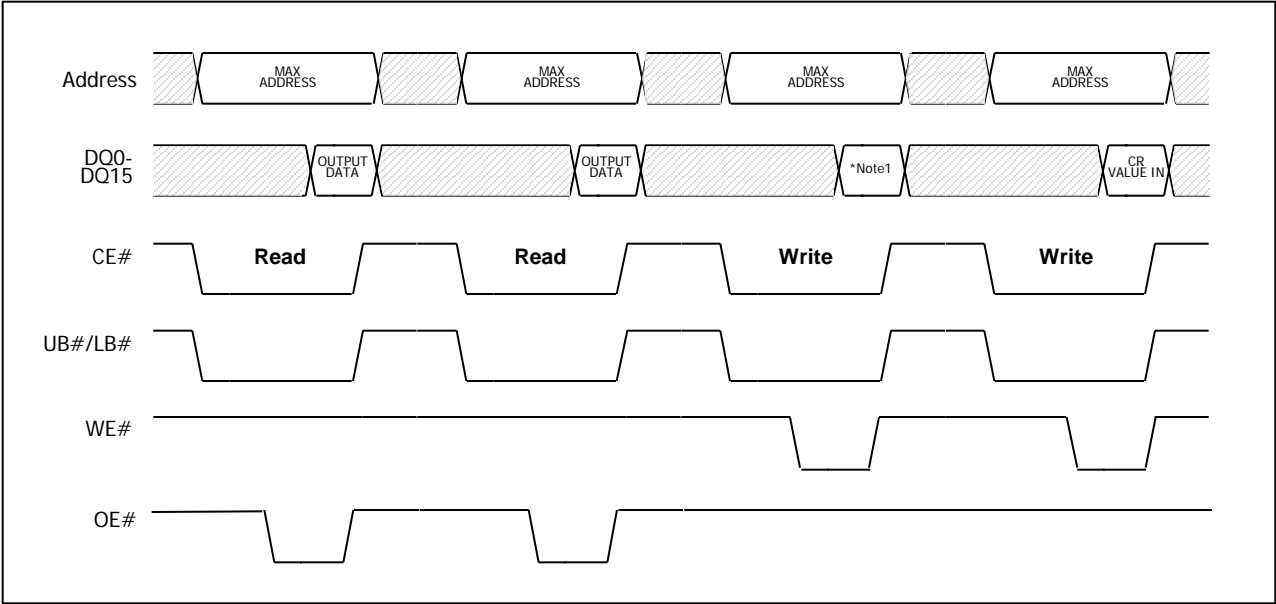 Address
MAX
ADDRESS
MAX
ADDRESS
MAX
ADDRESS
MAX
ADDRESS
DQ0-
DQ15
OUTPUT
DATA
OUTPUT
DATA
*Note1
CR
VALUE IN
CE#
Read
Read
Write
Write
UB#/LB#
WE#
OE#